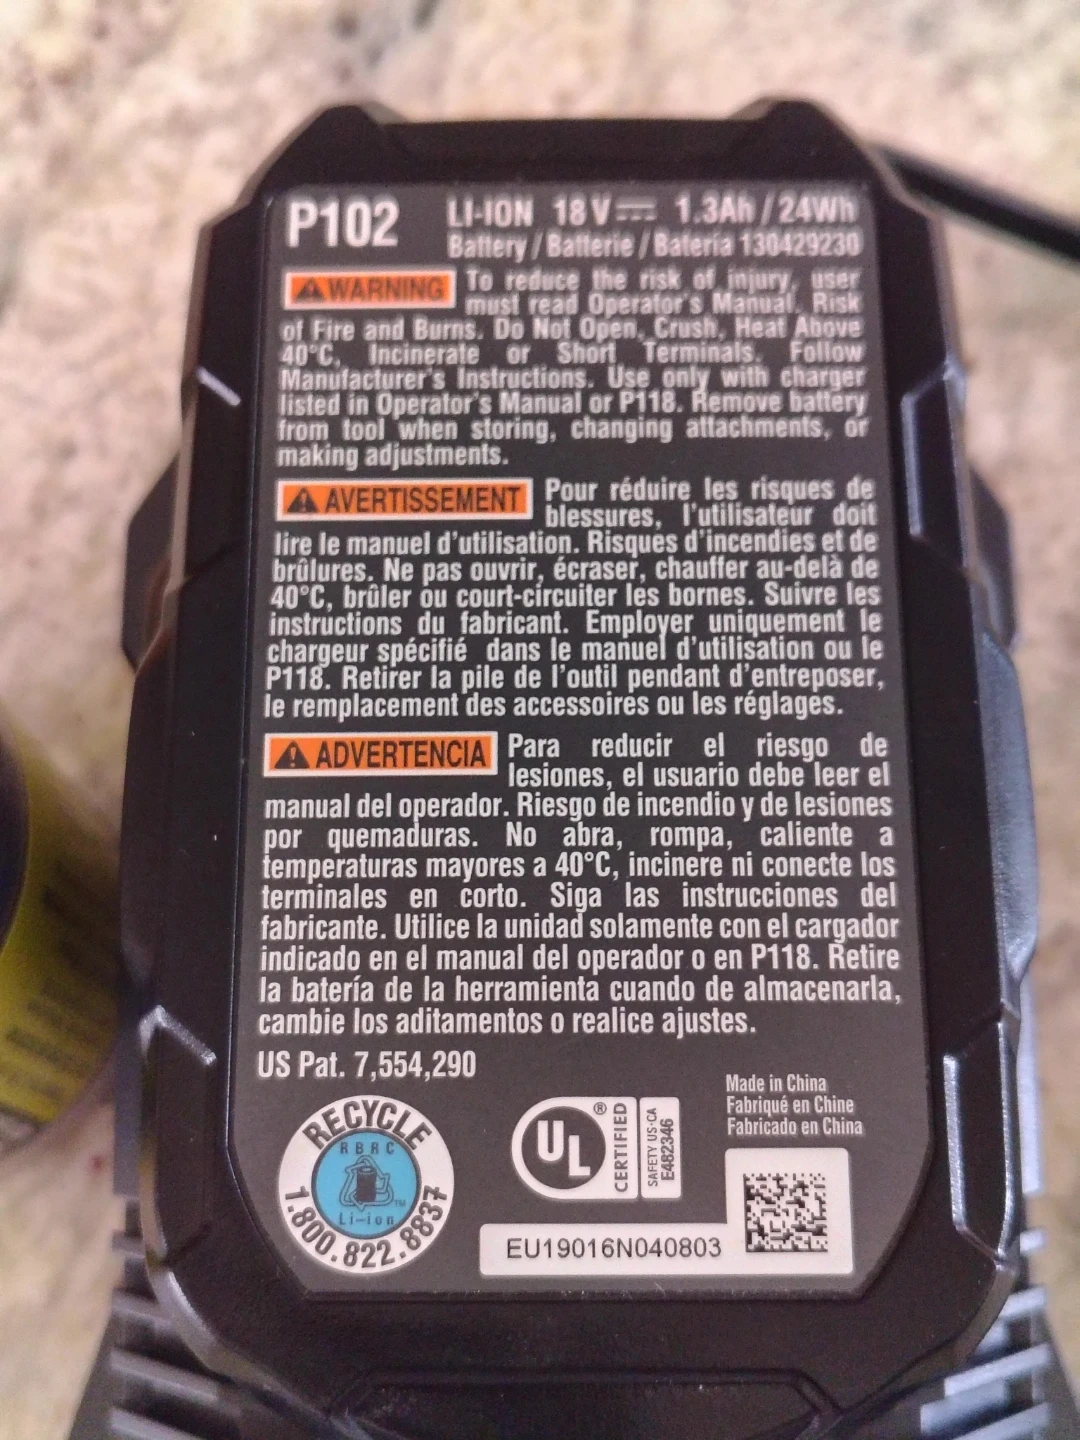 P102 LI-ION 18 V 1.3Ah / 24Wh
Battery / Batterie / Batería 130429230
WARNING To reduce the risk of injury, user
must read Operator's Manual. Risk
of Fire and Burns. Do Not Open, Crush, Heat Above
40°C, Incinerate or Short Terminals. Follow
Manufacturer's Instructions. Use only with charger
listed in Operator's Manual or P118. Remove battery
from tool when storing, changing attachments, or
making adjustments.
AVERTISSEMENT Pour réduire les risques de
blessures, l'utilisateur doit
lire le manuel d'utilisation. Risques d'incendies et de
brûlures. Ne pas ouvrir, écraser, chauffer au-delà de
40°C, brûler ou court-circuiter les bornes. Suivre les
instructions du fabricant. Employer uniquement le
chargeur spécifié dans le manuel d'utilisation ou le
P118. Retirer la pile de l'outil pendant d'entreposer,
le remplacement des accessoires ou les réglages.
ADVERTENCIA Para reducir el riesgo de
lesiones, el usuario debe leer el
manual del operador. Riesgo de incendio y de lesiones
por quemaduras. No abra, rompa, caliente a
temperaturas mayores a 40°C, incinere ni conecte los
terminales en corto. Siga las instrucciones del
fabricante. Utilice la unidad solamente con el cargador
indicado en el manual del operador o en P118. Retire
la batería de la herramienta cuando de almacenarla,
cambie los aditamentos o realice ajustes.
US Pat. 7,554,290
RECYCLE
RBRC
Li-ion
TM
1.800.822.8837
UL ®
CERTIFIED
SAFETY US-CA
E482346
Made in China
Fabriqué en Chine
Fabricado en China
EU19016N040803